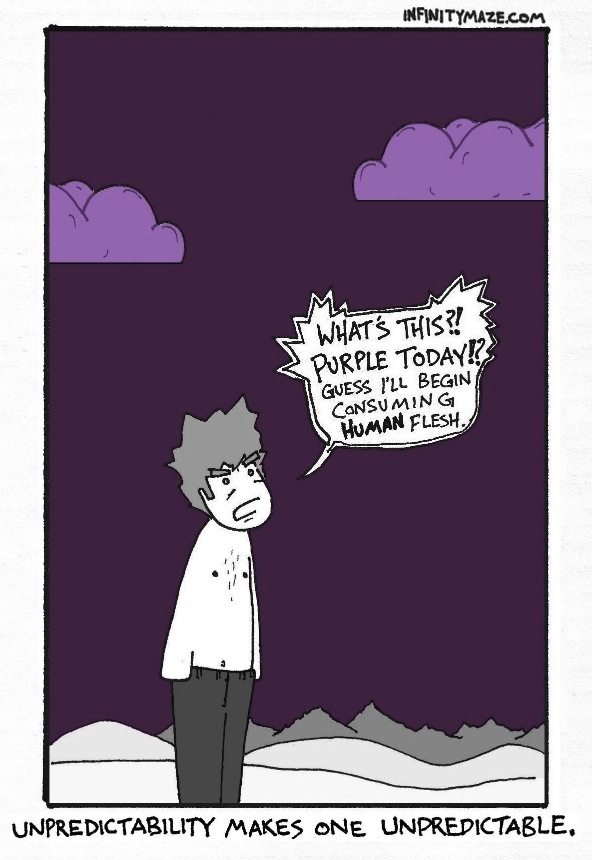 INFINITYMAZE.COM
WHAT'S THIS?!
PURPLE TODAY!?
GUESS I'LL BEGIN
CONSUMING
HUMAN FLESH.
UNPREDICTABILITY MAKES ONE UNPREDICTABLE.